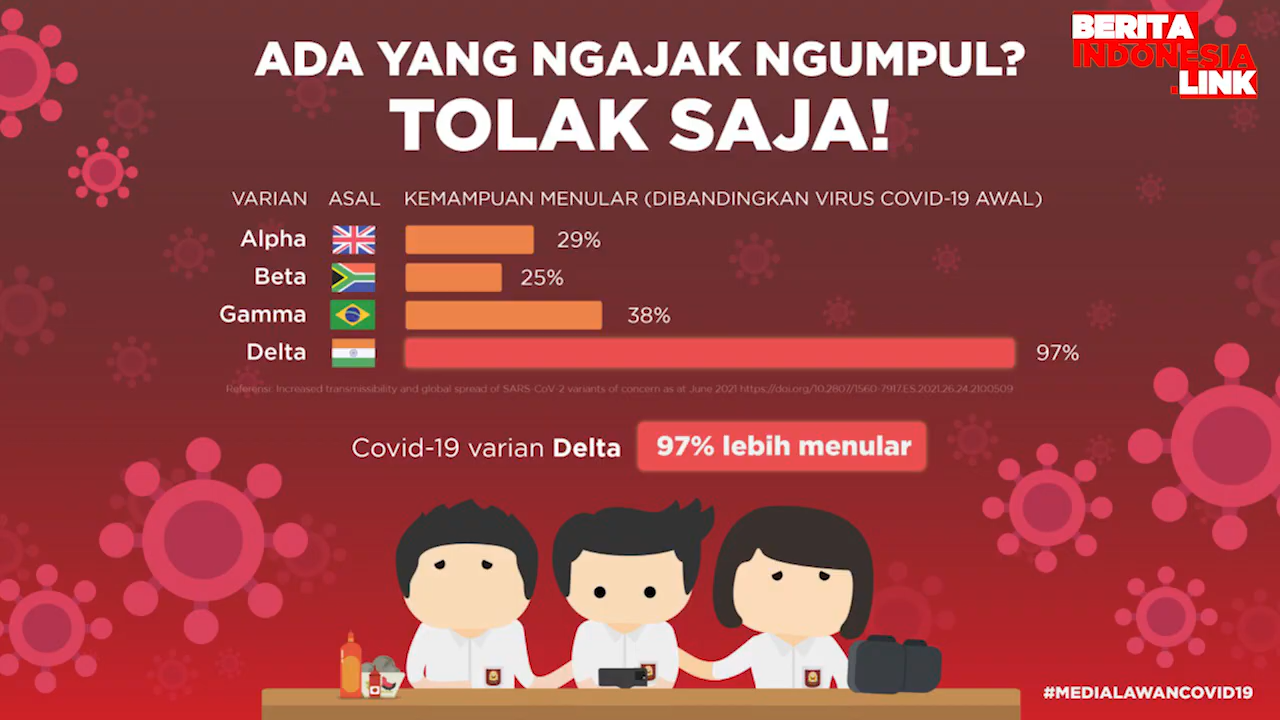 BERITA
INDONESIA
.LINK
ADA YANG NGAJAK NGUMPUL?
TOLAK SAJA!
VARIAN ASAL KEMAMPUAN MENULAR (DIBANDINGKAN VIRUS COVID-19 AWAL)
Alpha 29%
Beta 25%
Gamma 38%
Delta 97%
Referensi: Increased transmissibility and global spread of SARS-CoV-2 variants of concern as at June 2021 https://doi.org/10.2807/1560-7917.ES.2021.26.24.2100509
Covid-19 varian Delta 97% lebih menular
#MEDIALAWANCOVID19